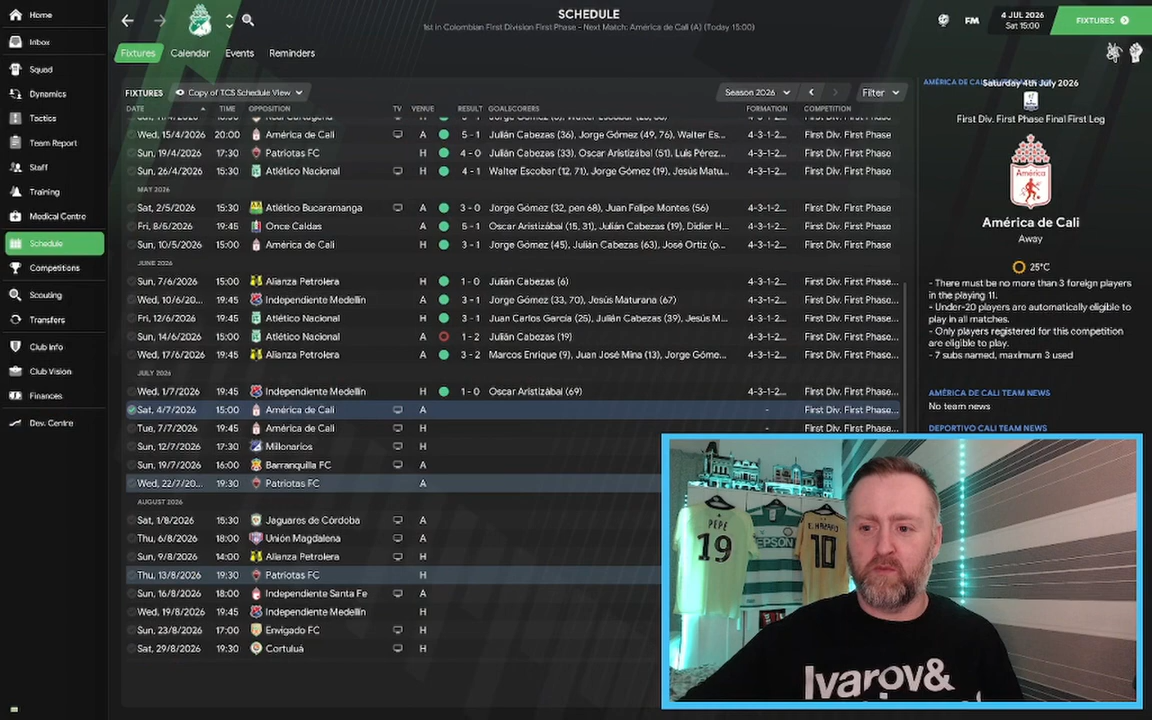 Home
Inbox
Squad
Dynamics
Tactics
Team Report
Staff
Training
Medical Centre
Schedule
Competitions
Scouting
Transfers
Club Info
Club Vision
Finances
Dev. Centre
SCHEDULE
1st in Colombian First Division First Phase - Next Match: América de Cali (A) (Today 15:00)
FM
4 JUL 2026
Sat 15:00
FIXTURES
Fixtures Calendar Events Reminders
FIXTURES Copy of TCS Schedule View Season 2026 Filter
DATE TIME OPPOSITION TV VENUE RESULT GOALSCORERS FORMATION COMPETITION
Wed, 15/4/2026 20:00 América de Cali A 5 - 1 Julián Cabezas (36), Jorge Gómez (49, 76), Walter Es... 4-3-1-2... First Div. First Phase
Sun, 19/4/2026 17:30 Patriotas FC H 4 - 0 Julián Cabezas (33), Oscar Aristizábal (51), Luis Pérez... 4-3-1-2... First Div. First Phase
Sun, 26/4/2026 15:30 Atlético Nacional H 4 - 1 Walter Escobar (12, 71), Jorge Gómez (19), Jesús Matu... 4-3-1-2... First Div. First Phase
MAY 2026
Sat, 2/5/2026 15:30 Atlético Bucaramanga A 3 - 0 Jorge Gómez (32, pen 68), Juan Felipe Montes (56) 4-3-1-2... First Div. First Phase
Fri, 8/5/2026 19:45 Once Caldas A 5 - 1 Oscar Aristizábal (15, 31), Julián Cabezas (27), Didier H... 4-3-1-2... First Div. First Phase
Sun, 10/5/2026 15:00 América de Cali H 3 - 1 Jorge Gómez (45), Julián Cabezas (63), José Ortiz (p... 4-3-1-2... First Div. First Phase
JUNE 2026
Sun, 7/6/2026 15:00 Alianza Petrolera H 1 - 0 Julián Cabezas (6) 4-3-1-2... First Div. First Phase
Wed, 10/6/20... 19:45 Independiente Medellín A 3 - 1 Jorge Gómez (33, 70), Jesús Maturana (67) 4-3-1-2... First Div. First Phase
Fri, 12/6/2026 19:45 Atlético Nacional H 3 - 1 Juan Carlos García (25), Julián Cabezas (39), Jesús M... 4-3-1-2... First Div. First Phase
Sun, 14/6/2026 15:00 Atlético Nacional A 1 - 2 Julián Cabezas (19) 4-3-1-2... First Div. First Phase
Wed, 17/6/2026 19:45 Alianza Petrolera A 3 - 2 Marcos Enrique (9), Juan José Mina (13), Jorge Góme... 4-3-1-2... First Div. First Phase
JULY 2026
Wed, 1/7/2026 19:45 Independiente Medellín H 1 - 0 Oscar Aristizábal (69) 4-3-1-2... First Div. First Phase
Sat, 4/7/2026 15:00 América de Cali A - First Div. First Phase...
Tue, 7/7/2026 19:45 América de Cali H - First Div. First Phase...
Sun, 12/7/2026 17:30 Millonarios H
Sun, 19/7/2026 16:00 Barranquilla FC A
Wed, 22/7/20... 19:30 Patriotas FC A
AUGUST 2026
Sat, 1/8/2026 15:30 Jaguares de Córdoba A
Thu, 6/8/2026 18:00 Unión Magdalena A
Sun, 9/8/2026 14:00 Alianza Petrolera H
Thu, 13/8/2026 19:30 Patriotas FC H
Sun, 16/8/2026 18:00 Independiente Santa Fe A
Wed, 19/8/2026 19:45 Independiente Medellín H
Sun, 23/8/2026 17:00 Envigado FC H
Sat, 29/8/2026 19:30 Cortuluá H
Saturday 4th July 2026
First Div. First Phase Final First Leg
América
América de Cali
Away
25°C
- There must be no more than 3 foreign players
in the playing 11.
- Under-20 players are automatically eligible to
play in all matches.
- Only players registered for this competition
are eligible to play.
- 7 subs named, maximum 3 used
AMÉRICA DE CALI TEAM NEWS
No team news
DEPORTIVO CALI TEAM NEWS
PEPE
19
EPSON
10
Ivarov&